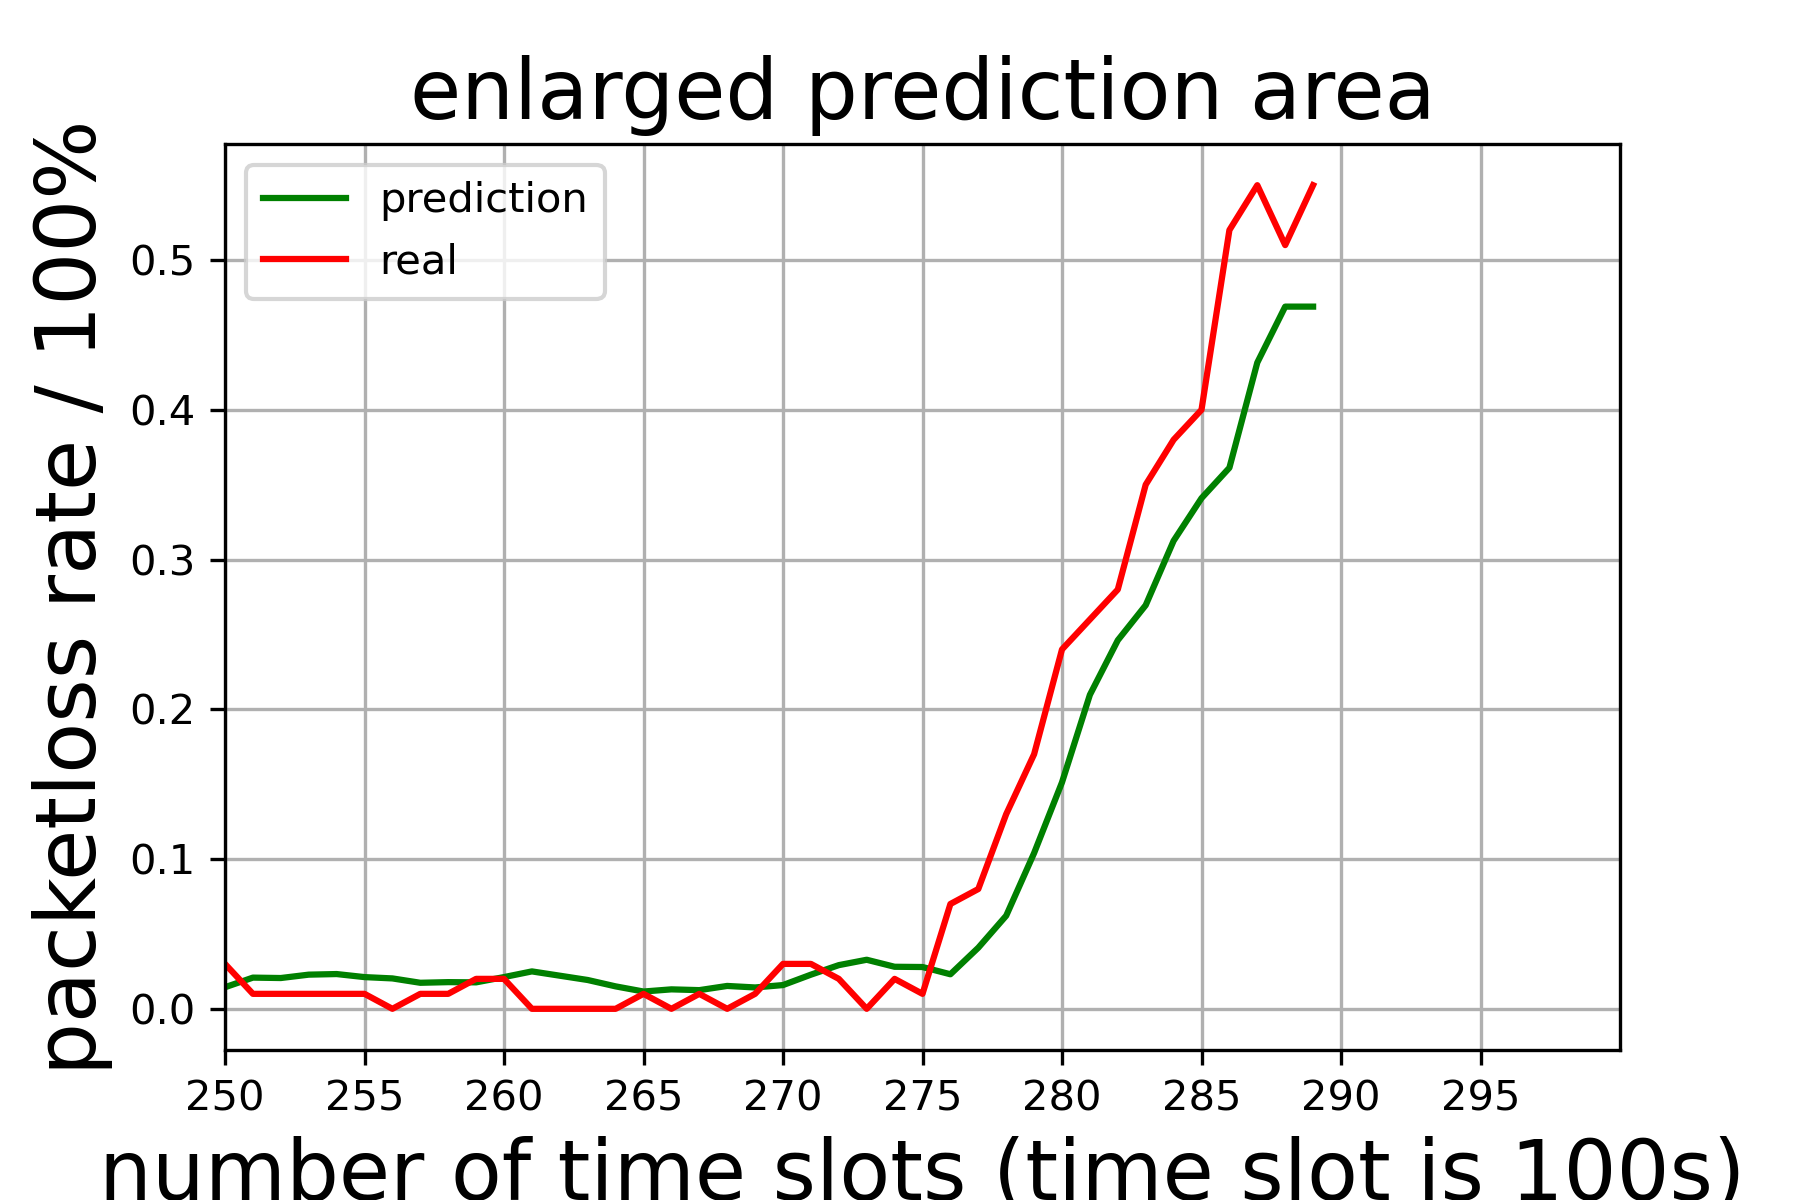 enlarged prediction area
prediction
real
packetloss rate / 100%
0.5
0.4
0.3
0.2
0.1
0.0
250 255 260 265 270 275 280 285 290 295
number of time slots (time slot is 100s)